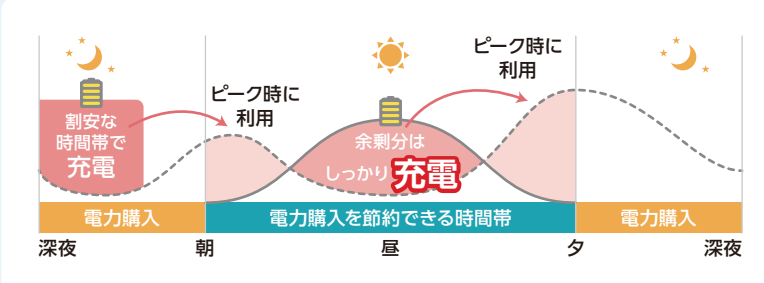 ピーク時に
利用
ピーク時に
利用
割安な
時間帯で
充電
余剰分は
しっかり充電
電力購入
電力購入を節約できる時間帯
電力購入
深夜
朝
昼
夕
深夜